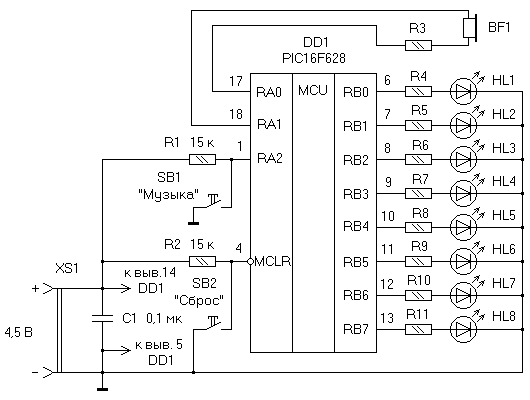 R3
BF1
DD1
PIC16F628
17
RA0
MCU
RB0
6
R4
HL1
18
RA1
RB1
7
R5
HL2
R1 15 к
1
RA2
RB2
8
R6
HL3
SB1
"Музыка"
RB3
9
R7
HL4
RB4
10
R8
HL5
R2 15 к
4
MCLR
RB5
11
R9
HL6
XS1
к выв.14
DD1
SB2
"Сброс"
RB6
12
R10
HL7
+
C1 0,1 мк
RB7
13
R11
HL8
4,5 В
к выв. 5
DD1
–